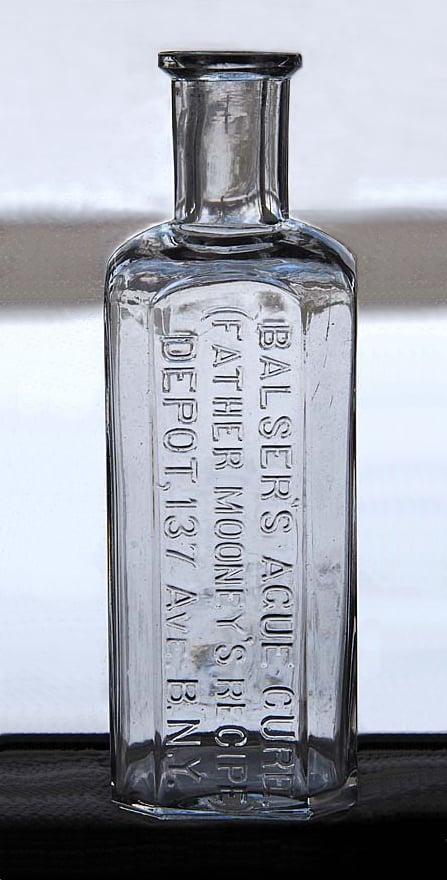 BALSER'S AGUE CURE
(FATHER MOONEY'S RECIPE)
DEPOT, 137 AVE B N.Y.